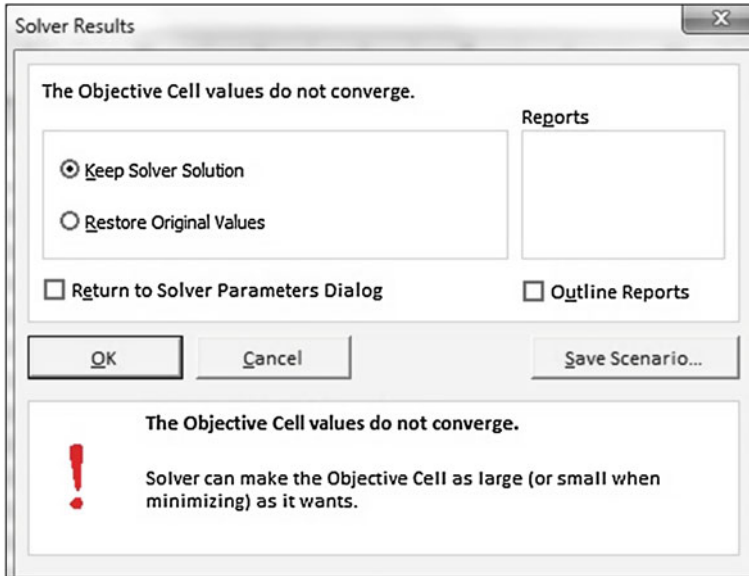 Solver Results
The Objective Cell values do not converge.
Reports
Keep Solver Solution
Restore Original Values
Return to Solver Parameters Dialog
Outline Reports
OK
Cancel
Save Scenario...
The Objective Cell values do not converge.
Solver can make the Objective Cell as large (or small when
minimizing) as it wants.